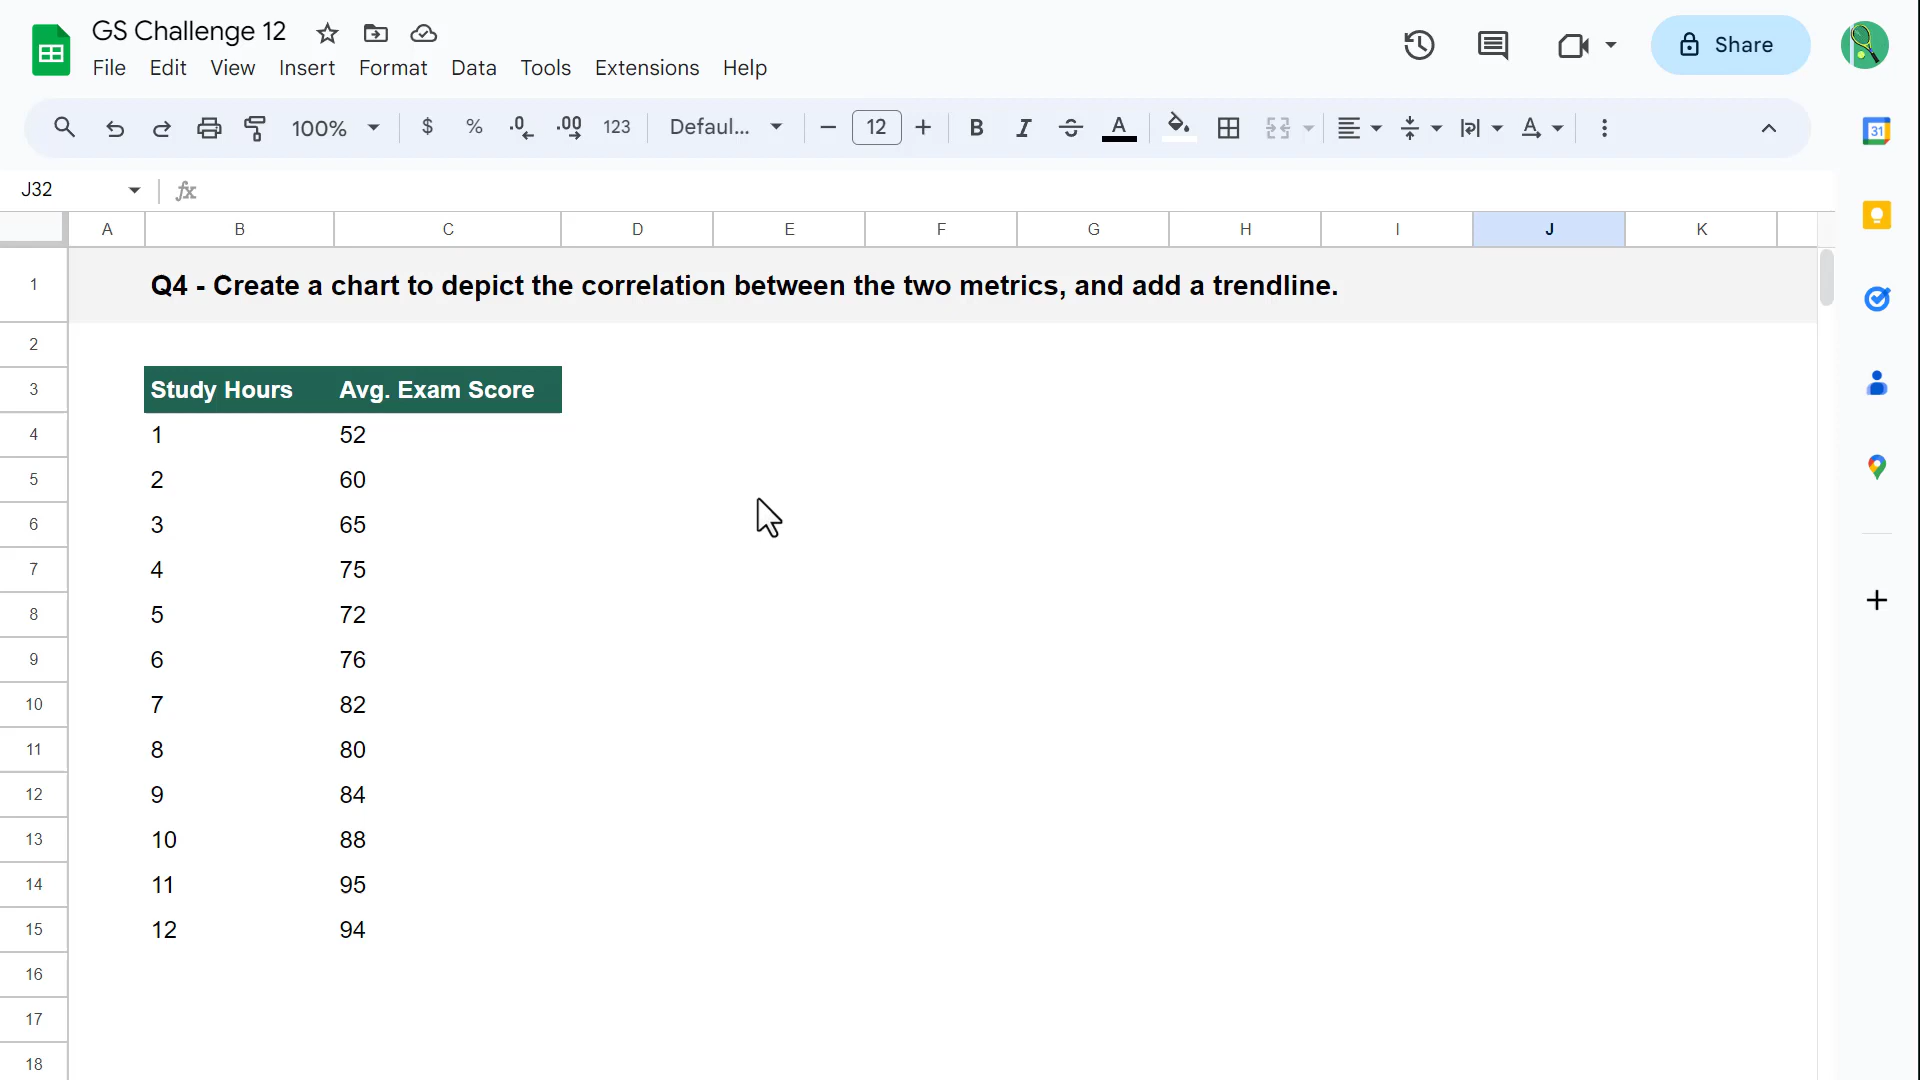 GS Challenge 12
File Edit View Insert Format Data Tools Extensions Help
Share
100% $ % .0 .00 123 Defaul... 12 B I A A
31
J32 fx
A B C D E F G H I J K
1 Q4 - Create a chart to depict the correlation between the two metrics, and add a trendline.
2
3 Study Hours Avg. Exam Score
4 1 52
5 2 60
6 3 65
7 4 75
8 5 72
9 6 76
10 7 82
11 8 80
12 9 84
13 10 88
14 11 95
15 12 94
16
17
18